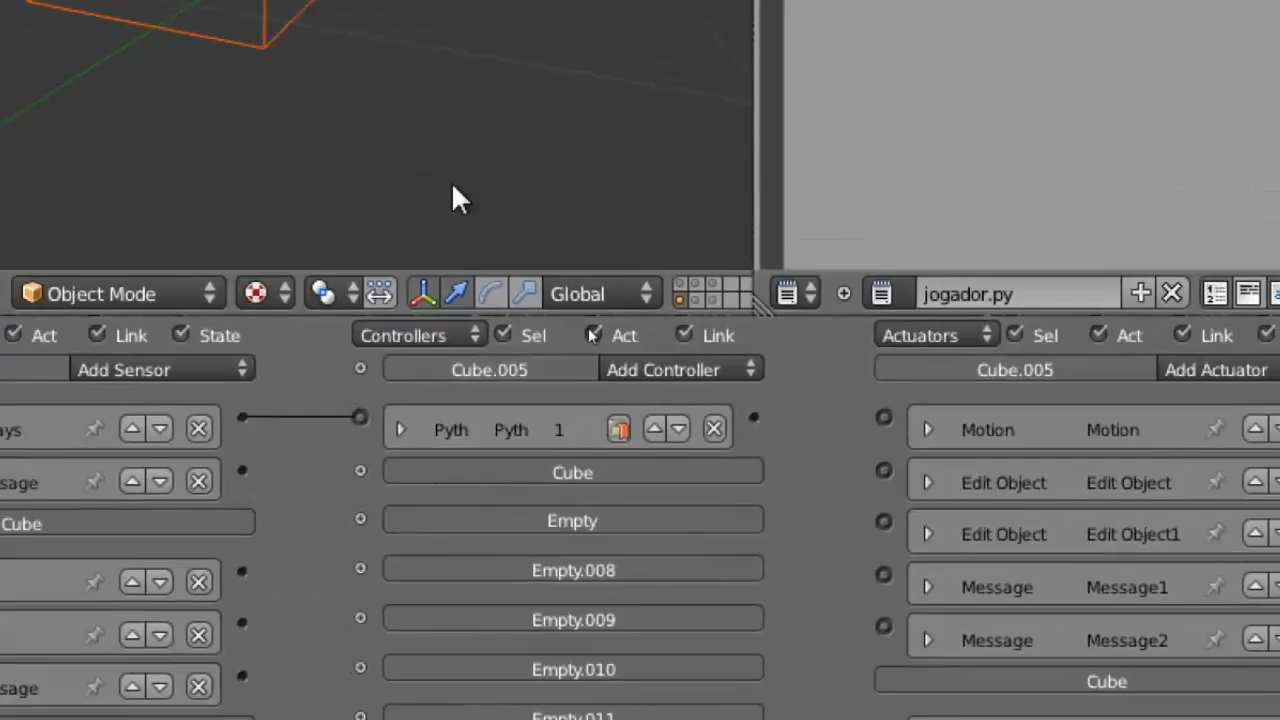 Object Mode
Global
jogador.py
Act Link State
Controllers Sel Act Link
Actuators Sel Act Link
Add Sensor
Cube.005 Add Controller
Cube.005 Add Actuator
ays
Pyth Pyth 1
Motion Motion
sage
Cube
Edit Object Edit Object
Cube
Empty
Edit Object Edit Object1
Empty.008
Message Message1
Empty.009
Message Message2
Empty.010
Cube
sage
Empty.011